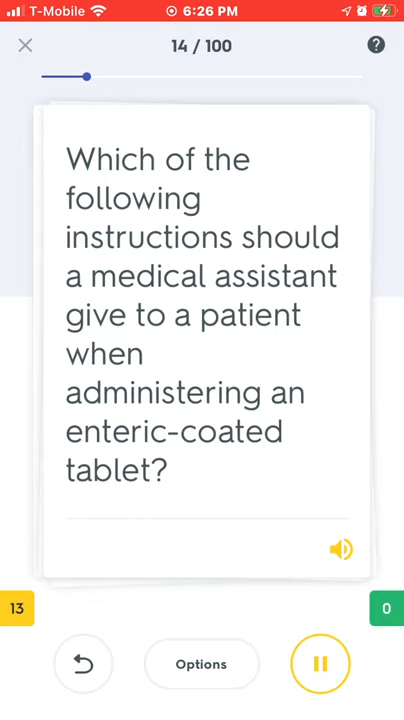 T-Mobile 6:26 PM
14 / 100
Which of the
following
instructions should
a medical assistant
give to a patient
when
administering an
enteric-coated
tablet?
13
0
Options